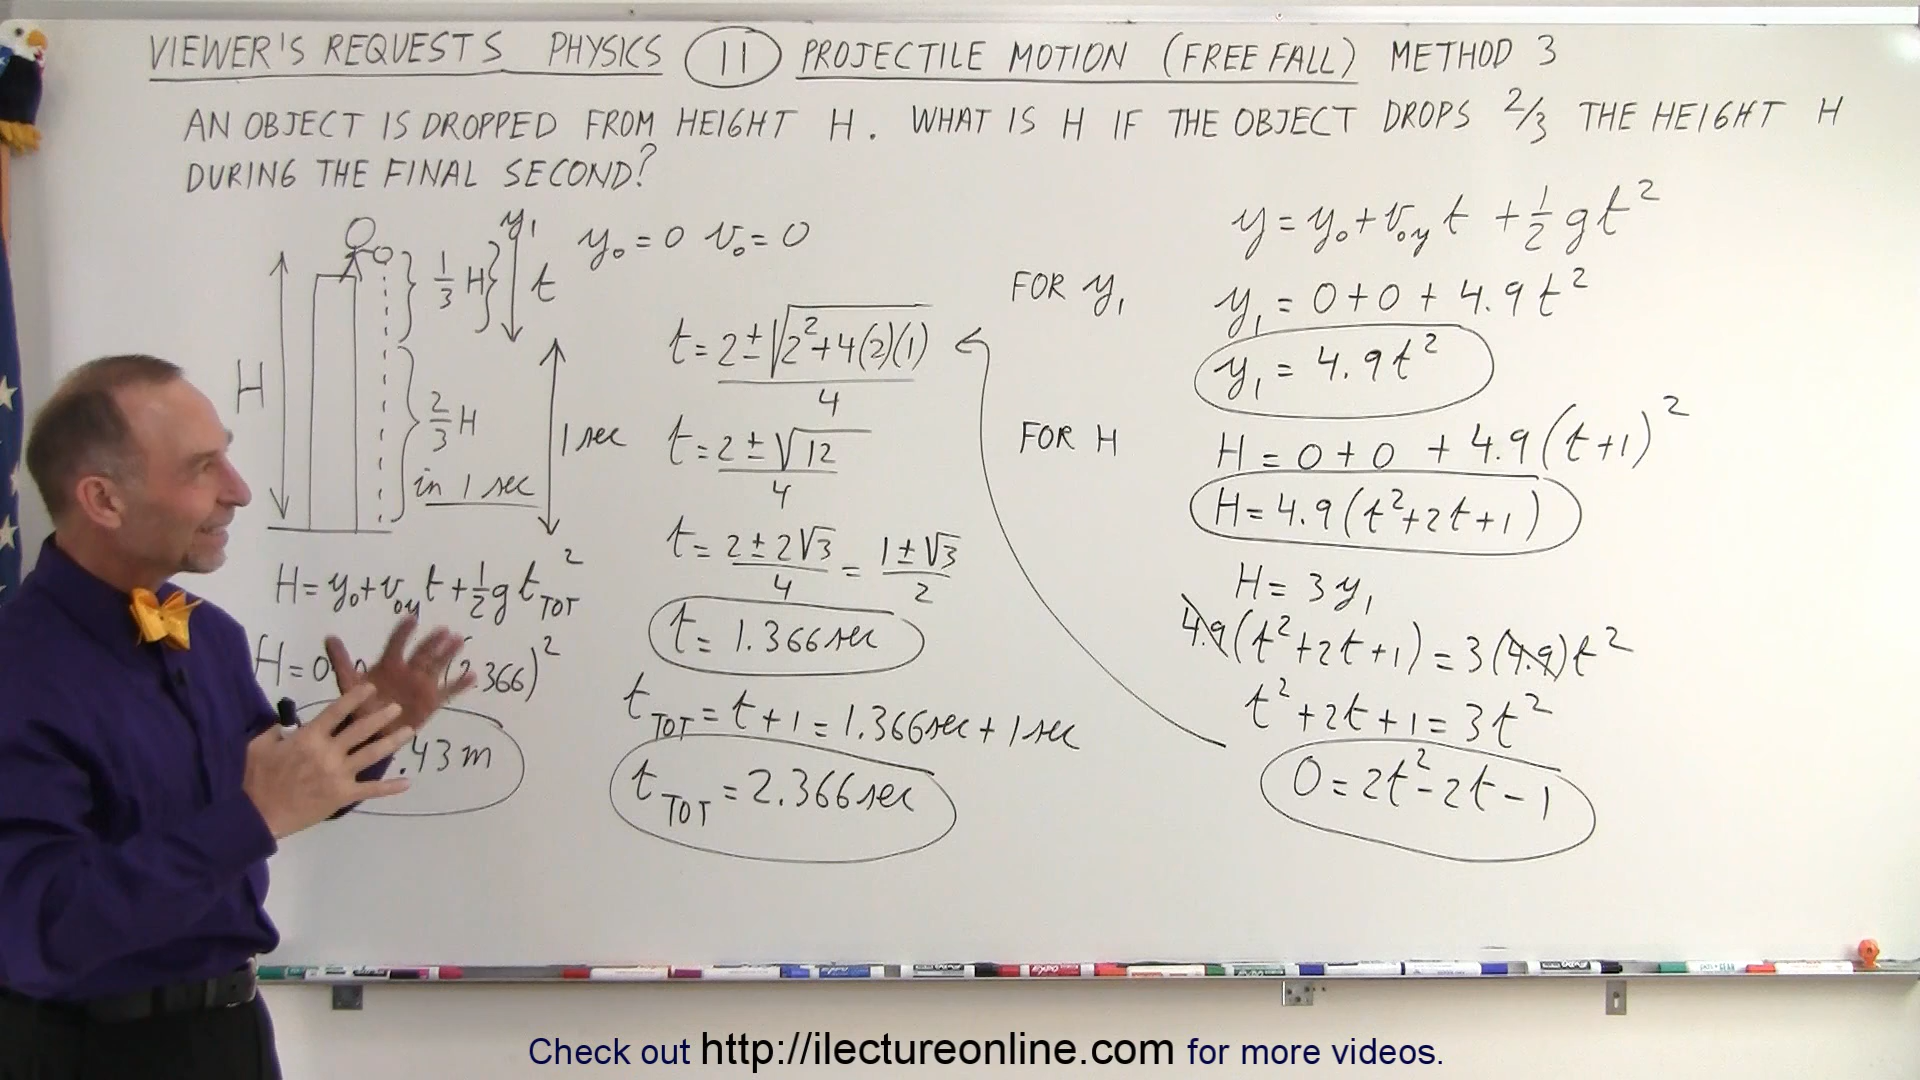 VIEWER'S REQUESTS PHYSICS 11 PROJECTILE MOTION (FREE FALL) METHOD 3
AN OBJECT IS DROPPED FROM HEIGHT H. WHAT IS H IF THE OBJECT DROPS 2/3 THE HEIGHT H
DURING THE FINAL SECOND?
H
1/3 H
y₁
t
2/3 H
in 1 sec
1 sec
H = y₀ + v₀y t + 1/2 g t_TOT²
H = 0 (2.366)²
.43 m
y₀ = 0 v₀ = 0
t = 2 ± √(2² + 4(2)(1)) / 4
t = 2 ± √12 / 4
t = 2 ± 2√3 / 4 = 1 ± √3 / 2
t = 1.366 sec
t_TOT = t + 1 = 1.366 sec + 1 sec
t_TOT = 2.366 sec
y = y₀ + v₀y t + 1/2 g t²
FOR y₁ y₁ = 0 + 0 + 4.9 t²
y₁ = 4.9 t²
FOR H H = 0 + 0 + 4.9 (t + 1)²
H = 4.9 (t² + 2t + 1)
H = 3 y₁
4.9 (t² + 2t + 1) = 3 (4.9) t²
t² + 2t + 1 = 3t²
0 = 2t² - 2t - 1
Check out http://ilectureonline.com for more videos.